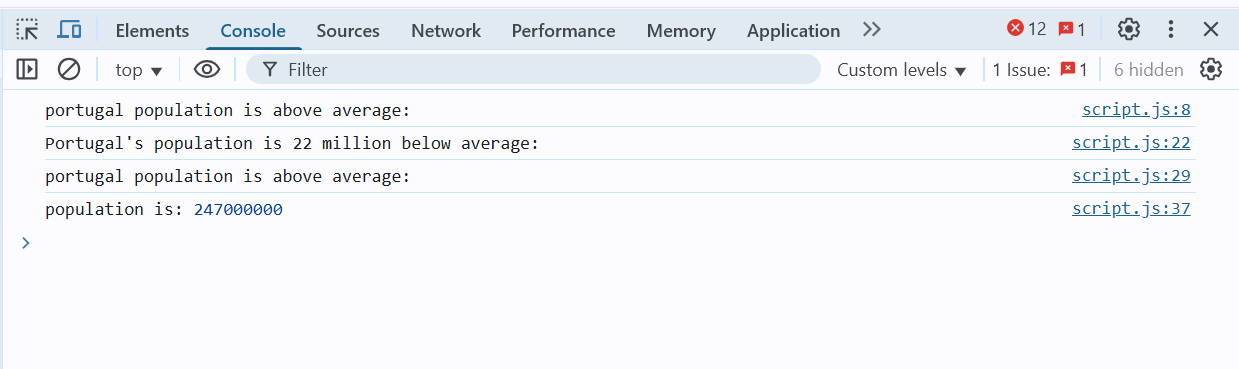 Elements Console Sources Network Performance Memory Application 12 1
top Filter Custom levels 1 Issue: 1 6 hidden
portugal population is above average: script.js:8
Portugal's population is 22 million below average: script.js:22
portugal population is above average: script.js:29
population is: 247000000 script.js:37